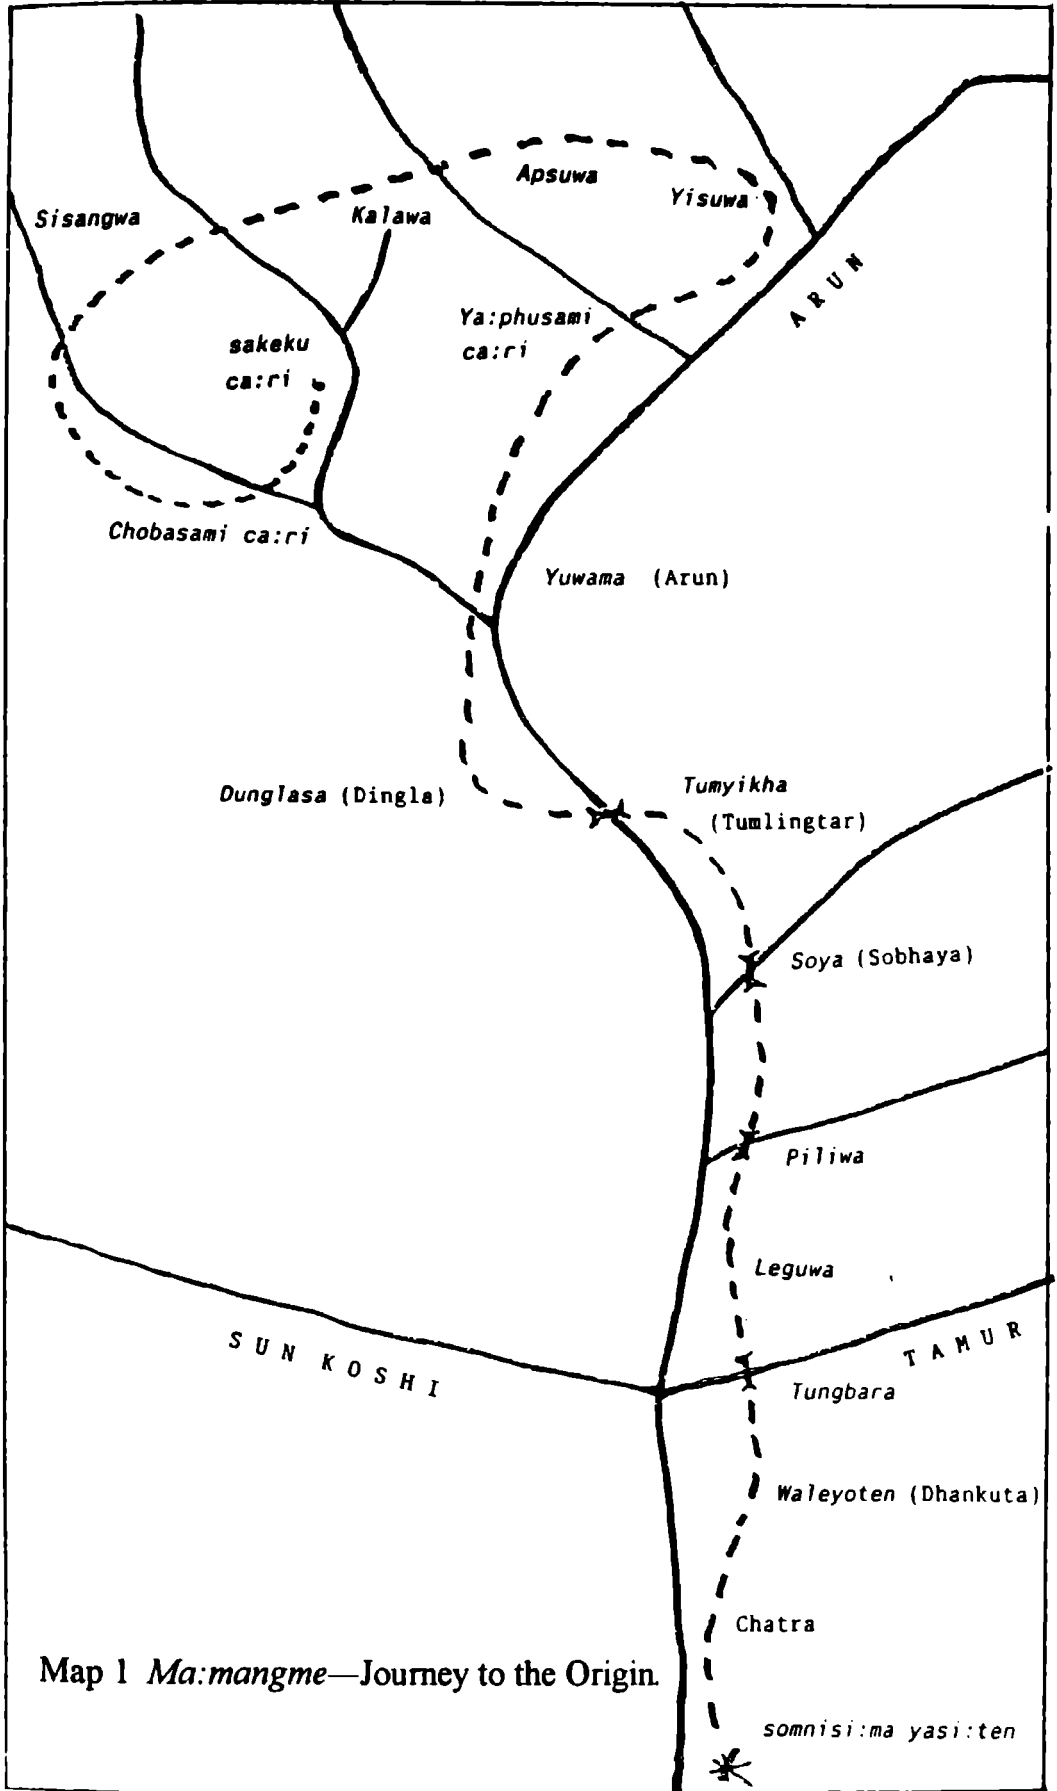 Apsuwa
Yisuwa
Sisangwa
Kalawa
ARUN
Ya:phusami
ca:ri
sakeku
ca:ri
Chobasami ca:ri
Yuwama (Arun)
Dunglasa (Dingla)
Tumyikha
(Tumlingtar)
Soya (Sobhaya)
Piliwa
Leguwa
SUN KOSHI
TAMUR
Tungbara
Waleyoten (Dhankuta)
Chatra
Map 1 Ma:mangme—Journey to the Origin.
somnisi:ma yasi:ten